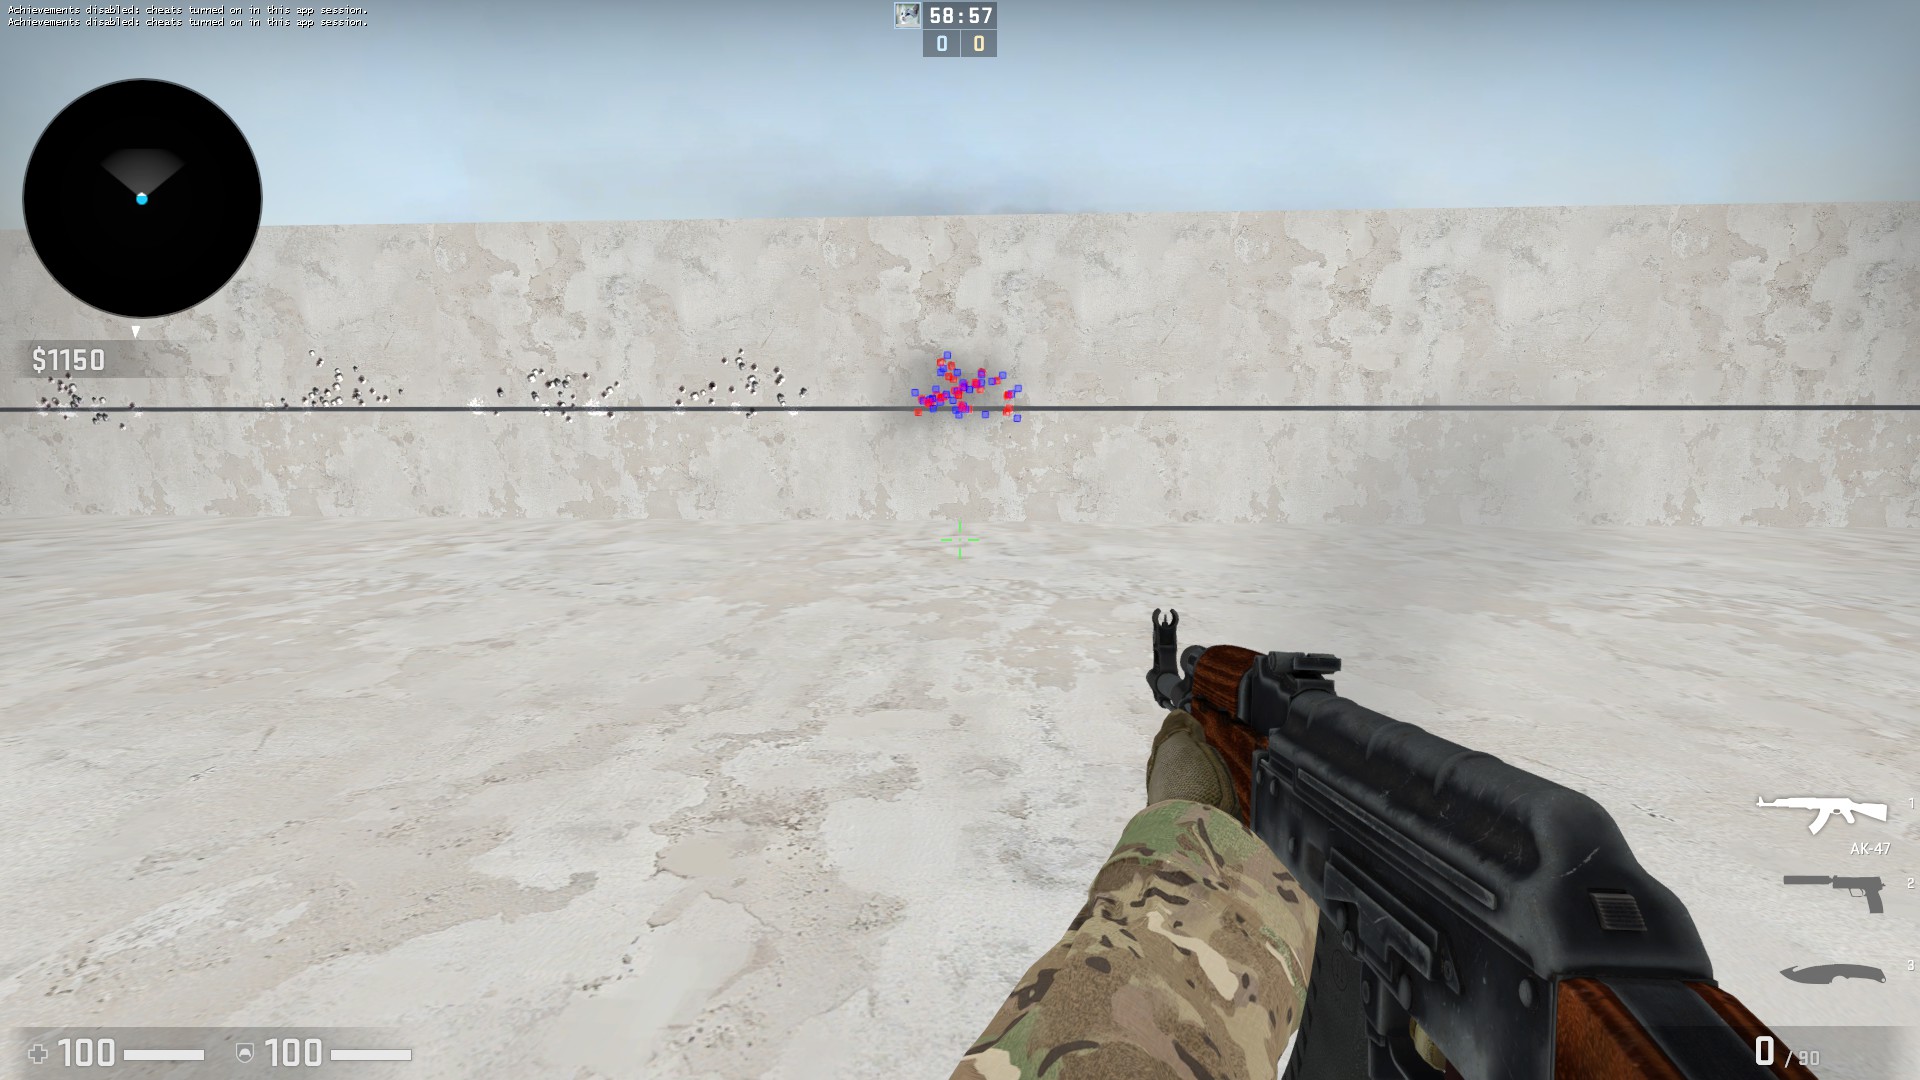 Achievements disabled: cheats turned on in this app session.
Achievements disabled: cheats turned on in this app session.
58:57
0 0
$1150
1
AK-47
2
3
100 100
0 / 90